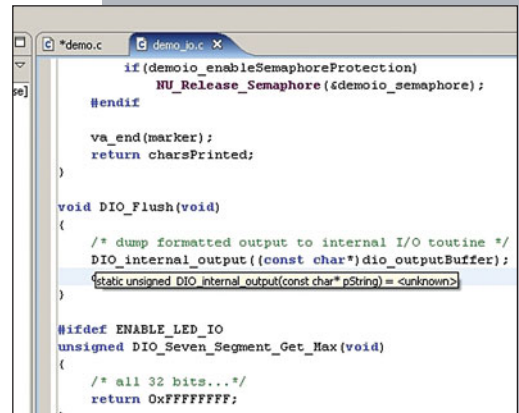 *demo.c demo_io.c
if(demoio_enableSemaphoreProtection)
NU_Release_Semaphore(&demoio_semaphore);
se]
#endif
va_end(marker);
return charsPrinted;
}
void DIO_Flush(void)
{
/* dump formatted output to internal I/O toutine */
DIO_internal_output((const char*)dio_outputBuffer);
static unsigned DIO_internal_output(const char* pString) = <unknown>
}
#ifdef ENABLE_LED_IO
unsigned DIO_Seven_Segment_Get_Max(void)
{
/* all 32 bits...*/
return 0xFFFFFFFF;